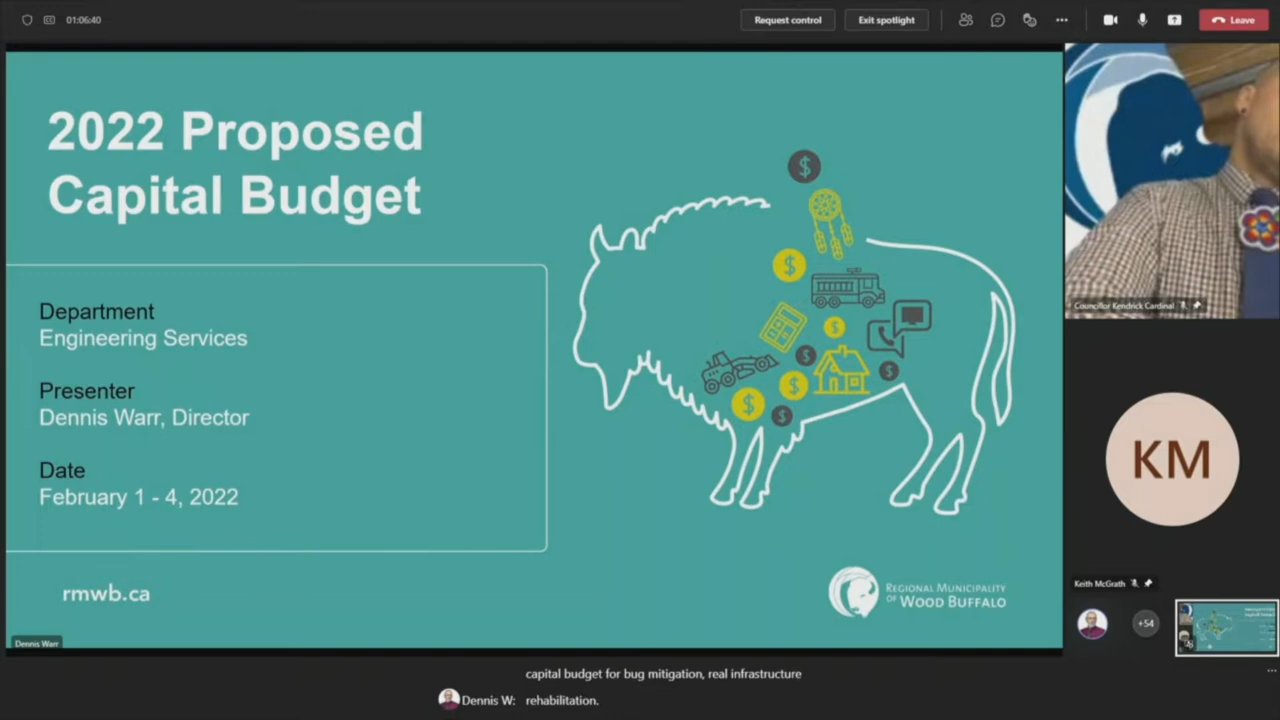 01:06:40
Request control
Exit spotlight
Leave
2022 Proposed
Capital Budget
Department
Engineering Services
Presenter
Dennis Warr, Director
Date
February 1 - 4, 2022
rmwb.ca
REGIONAL MUNICIPALITY
OF WOOD BUFFALO
Dennis Warr
Councillor Kendrick Cardinal
KM
Keith McGrath
+54
capital budget for bug mitigation, real infrastructure
Dennis W: rehabilitation.